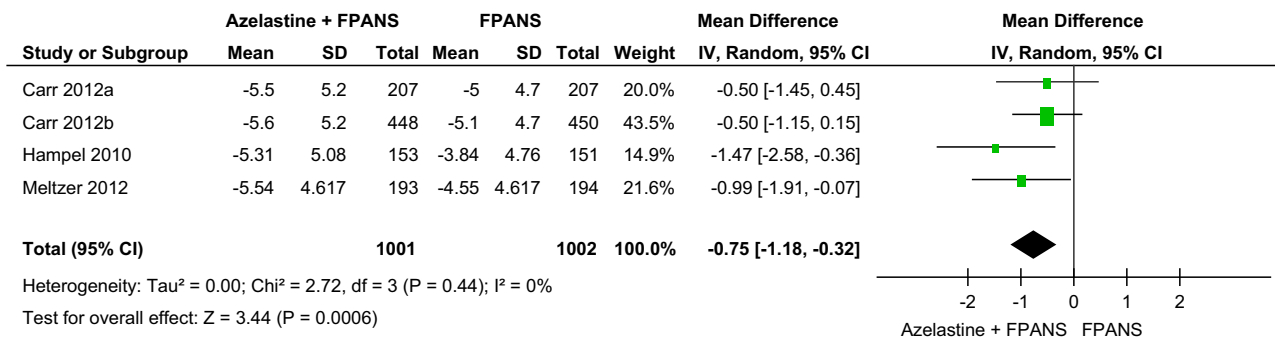 Azelastine + FPANS FPANS Mean Difference Mean Difference
Study or Subgroup Mean SD Total Mean SD Total Weight IV, Random, 95% CI IV, Random, 95% CI
Carr 2012a -5.5 5.2 207 -5 4.7 207 20.0% -0.50 [-1.45, 0.45]
Carr 2012b -5.6 5.2 448 -5.1 4.7 450 43.5% -0.50 [-1.15, 0.15]
Hampel 2010 -5.31 5.08 153 -3.84 4.76 151 14.9% -1.47 [-2.58, -0.36]
Meltzer 2012 -5.54 4.617 193 -4.55 4.617 194 21.6% -0.99 [-1.91, -0.07]
Total (95% CI) 1001 1002 100.0% -0.75 [-1.18, -0.32]
Heterogeneity: Tau² = 0.00; Chi² = 2.72, df = 3 (P = 0.44); I² = 0%
Test for overall effect: Z = 3.44 (P = 0.0006)
-2 -1 0 1 2
Azelastine + FPANS FPANS